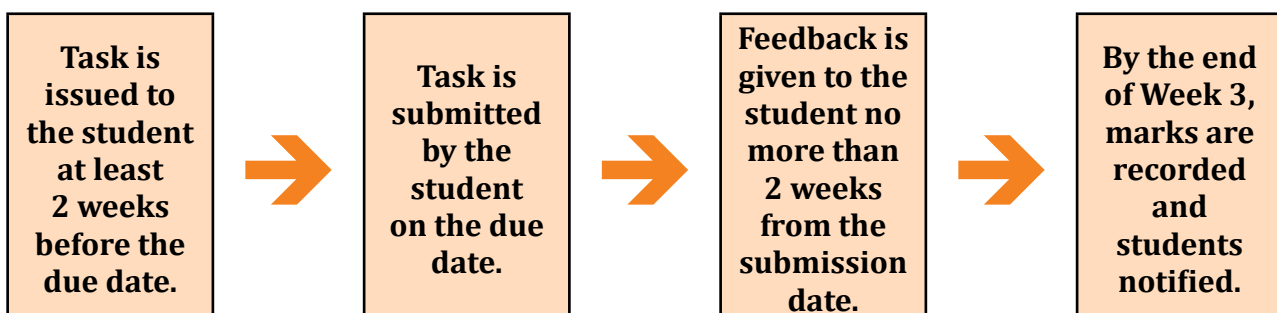 Task is
issued to
the student
at least
2 weeks
before the
due date.
Task is
submitted
by the
student
on the due
date.
Feedback is
given to the
student no
more than
2 weeks
from the
submission
date.
By the end
of Week 3,
marks are
recorded
and
students
notified.